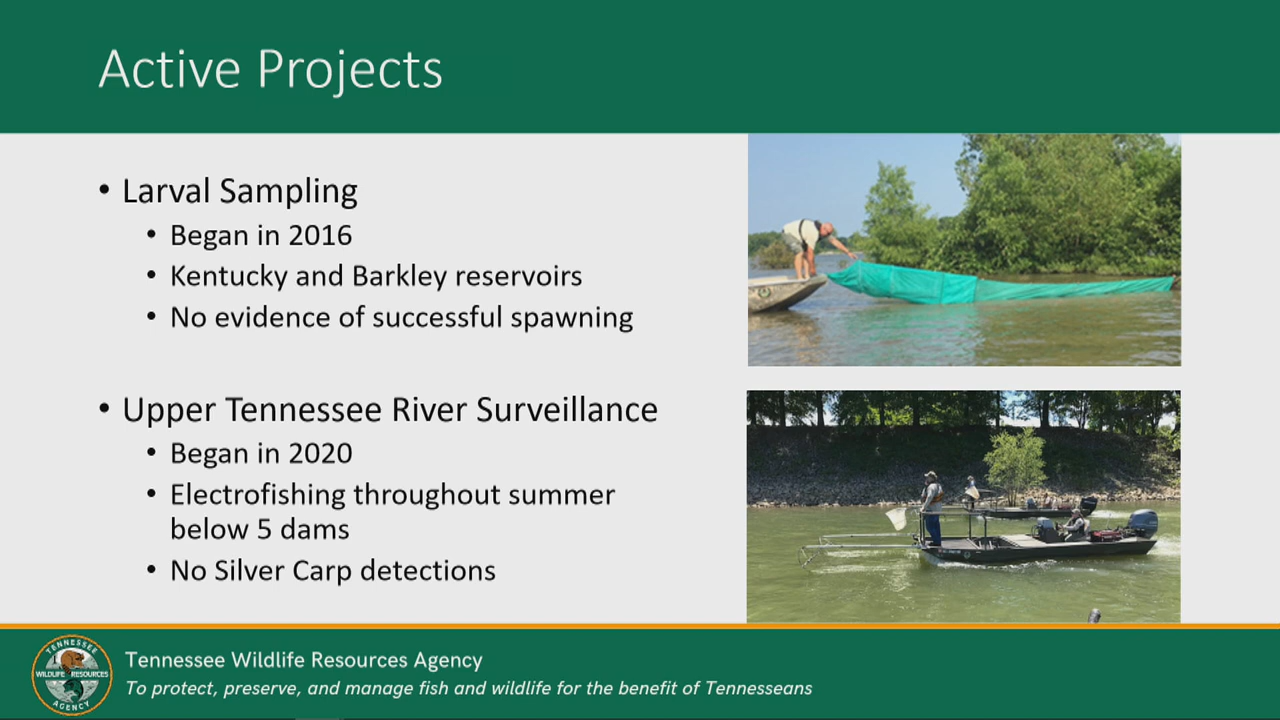 Active Projects
• Larval Sampling
• Began in 2016
• Kentucky and Barkley reservoirs
• No evidence of successful spawning
• Upper Tennessee River Surveillance
• Began in 2020
• Electrofishing throughout summer
below 5 dams
• No Silver Carp detections
TENNESSEE
WILDLIFE RESOURCES
AGENCY
Tennessee Wildlife Resources Agency
To protect, preserve, and manage fish and wildlife for the benefit of Tennesseans